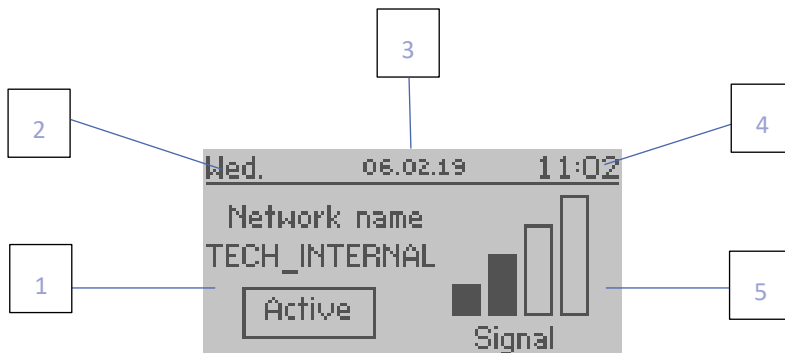 3
2
4
Wed. 06.02.19 11:02
Network name
TECH_INTERNAL
1
5
Active
Signal